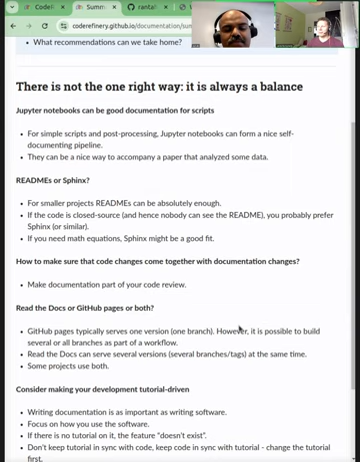 CodeR
Summ
rantal
coderefinery.github.io/documentation/sum
What recommendations can we take home?
There is not the one right way: it is always a balance
Jupyter notebooks can be good documentation for scripts
For simple scripts and post-processing, Jupyter notebooks can form a nice self-
documenting pipeline.
They can be a nice way to accompany a paper that analyzed some data.
READMEs or Sphinx?
For smaller projects READMEs can be absolutely enough.
If the code is closed-source (and hence nobody can see the README), you probably prefer
Sphinx (or similar).
If you need math equations, Sphinx might be a good fit.
How to make sure that code changes come together with documentation changes?
Make documentation part of your code review.
Read the Docs or GitHub pages or both?
GitHub pages typically serves one version (one branch). However, it is possible to build
several or all branches as part of a workflow.
Read the Docs can serve several versions (several branches/tags) at the same time.
Some projects use both.
Consider making your development tutorial-driven
Writing documentation is as important as writing software.
Focus on how you use the software.
If there is no tutorial on it, the feature "doesn't exist".
Don't keep tutorial in sync with code, keep code in sync with tutorial - change the tutorial
first.